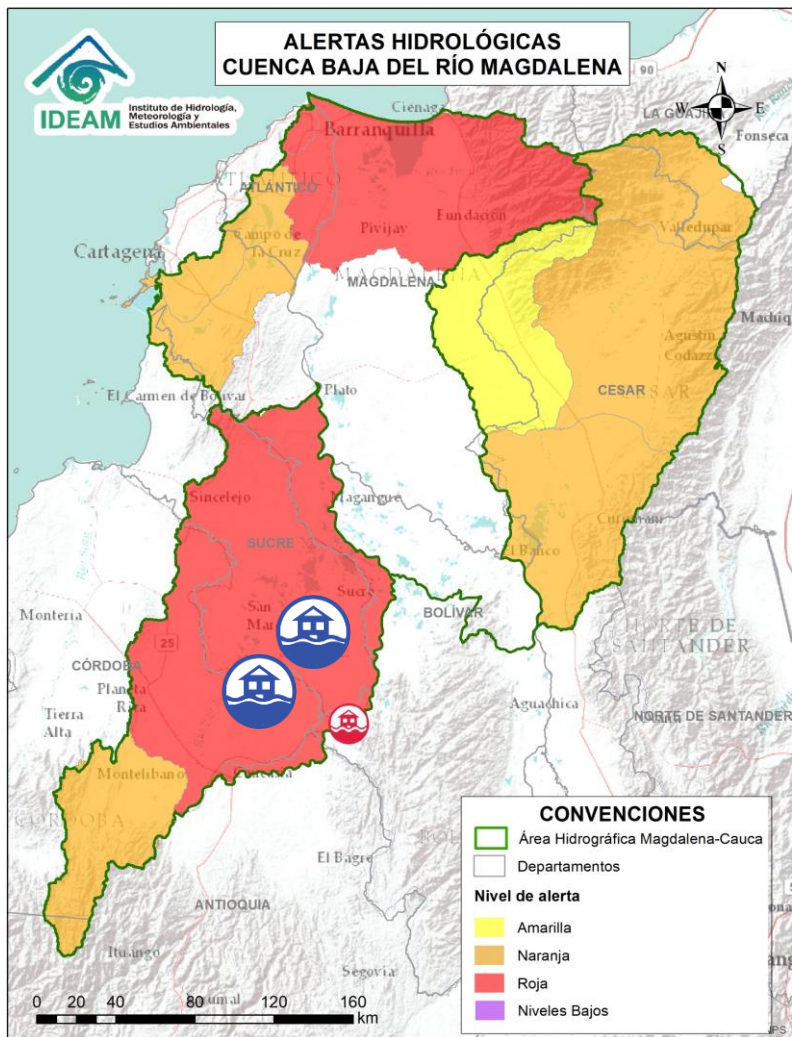 ALERTAS HIDROLÓGICAS
CUENCA BAJA DEL RÍO MAGDALENA
IDEAM
Instituto de Hidrología,
Meteorología y
Estudios Ambientales
90
N
W
E
S
Ciénaga
LA GUAJIRA
Fonseca
Barranquilla
ATLÁNTICO
Fundación
Pivijay
Valledupar
Campo de
la Cruz
Cartagena
MAGDALENA
Agustín
Codazzi
CESAR
El Carmen de Bolívar
Plato
Sincelejo
Magangué
SUCRE
Curumaní
El Banco
Sucre
BOLÍVAR
San
Montería
25
CÓRDOBA
Planeta
Rica
NORTE DE
SANTANDER
Aguachica
Tierra
Alta
NORTE DE SANTANDER
Montelíbano
CONVENCIONES
Área Hidrográfica Magdalena-Cauca
Departamentos
Nivel de alerta
Amarilla
Naranja
Roja
Niveles Bajos
El Bagre
ANTIOQUIA
Ituango
Segovia
0 20 40 80 120 160
km